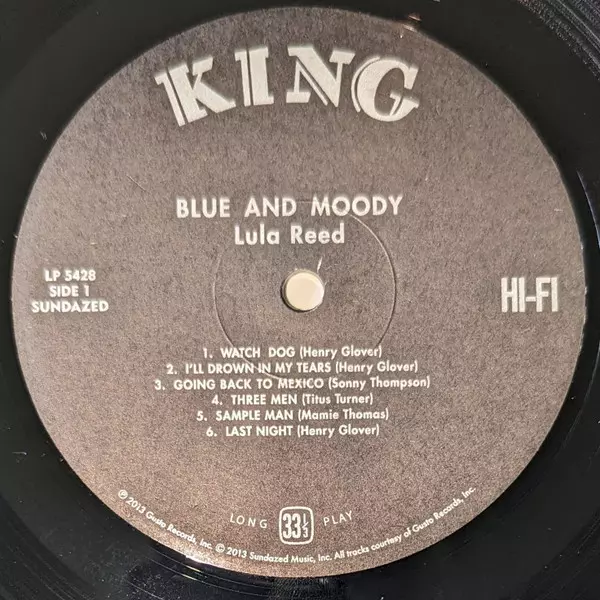 KING
BLUE AND MOODY
Lula Reed
LP 5428
SIDE 1
SUNDAZED
HI-FI
1. WATCH DOG (Henry Glover)
2. I'LL DROWN IN MY TEARS (Henry Glover)
3. GOING BACK TO MEXICO (Sonny Thompson)
4. THREE MEN (Titus Turner)
5. SAMPLE MAN (Mamie Thomas)
6. LAST NIGHT (Henry Glover)
LONG 33 1/3 PLAY
℗ 2013 Gusto Records, Inc. © 2013 Sundazed Music, Inc. All tracks courtesy of Gusto Records, Inc.